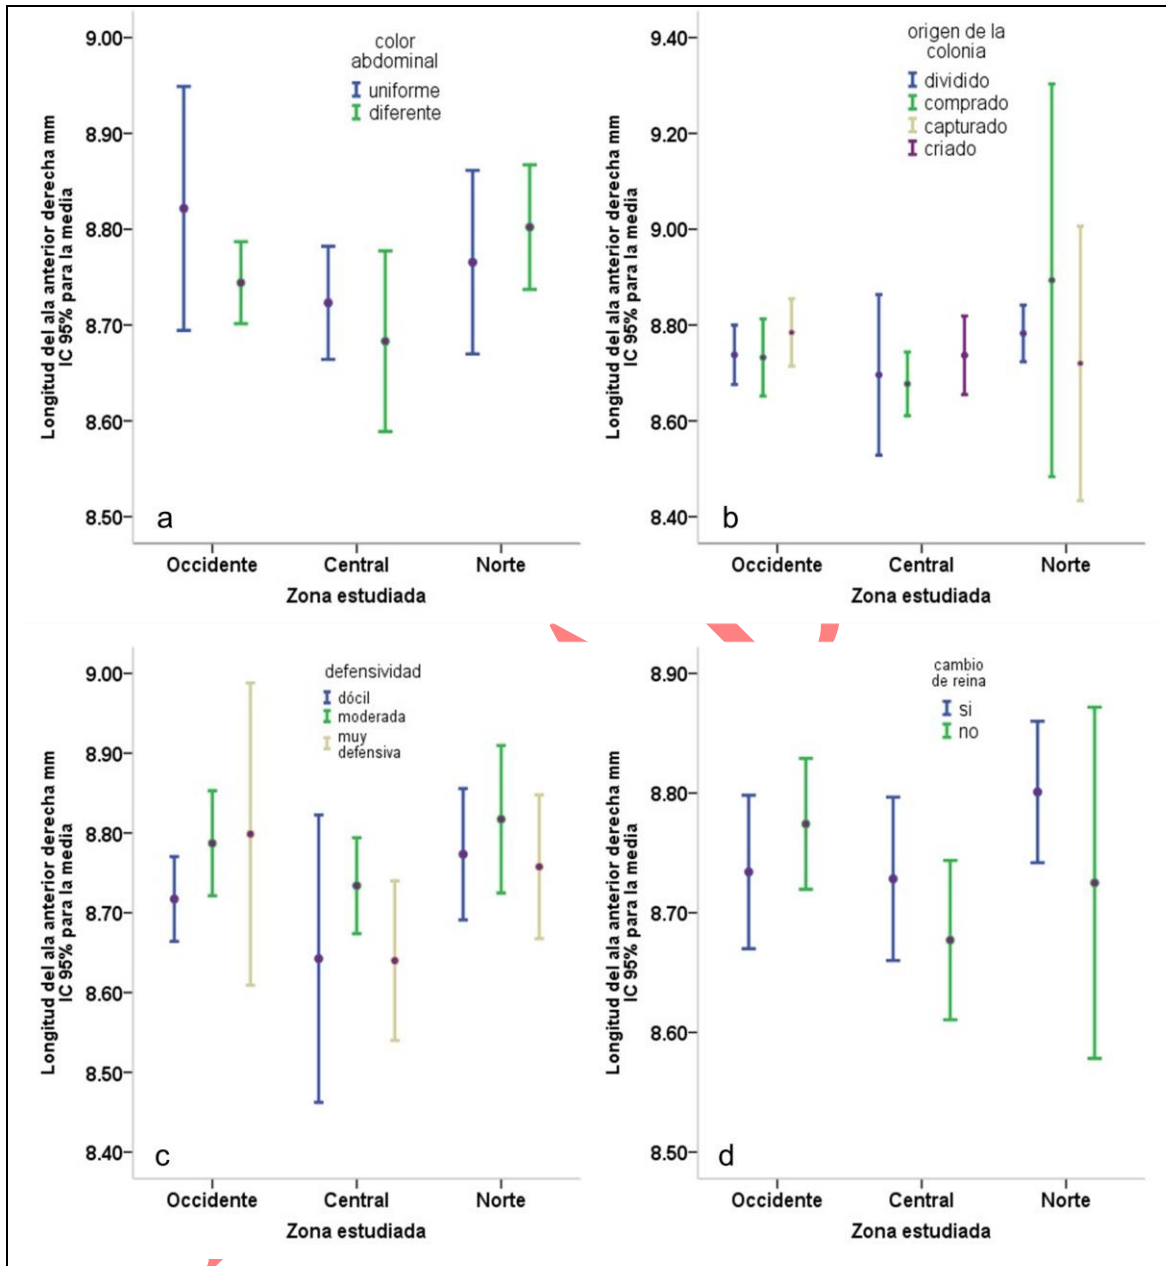 color
abdominal
uniforme
diferente
9.00
8.90
8.80
8.70
8.60
8.50
Longitud del ala anterior derecha mm
IC 95% para la media
a
Occidente Central Norte
Zona estudiada
origen de la
colonia
dividido
comprado
capturado
criado
9.40
9.20
9.00
8.80
8.60
8.40
Longitud del ala anterior derecha mm
IC 95% para la media
b
Occidente Central Norte
Zona estudiada
defensividad
dócil
moderada
muy
defensiva
9.00
8.90
8.80
8.70
8.60
8.50
8.40
Longitud del ala anterior derecha mm
IC 95% para la media
c
Occidente Central Norte
Zona estudiada
cambio
de reina
si
no
8.90
8.80
8.70
8.60
8.50
Longitud del ala anterior derecha mm
IC 95% para la media
d
Occidente Central Norte
Zona estudiada